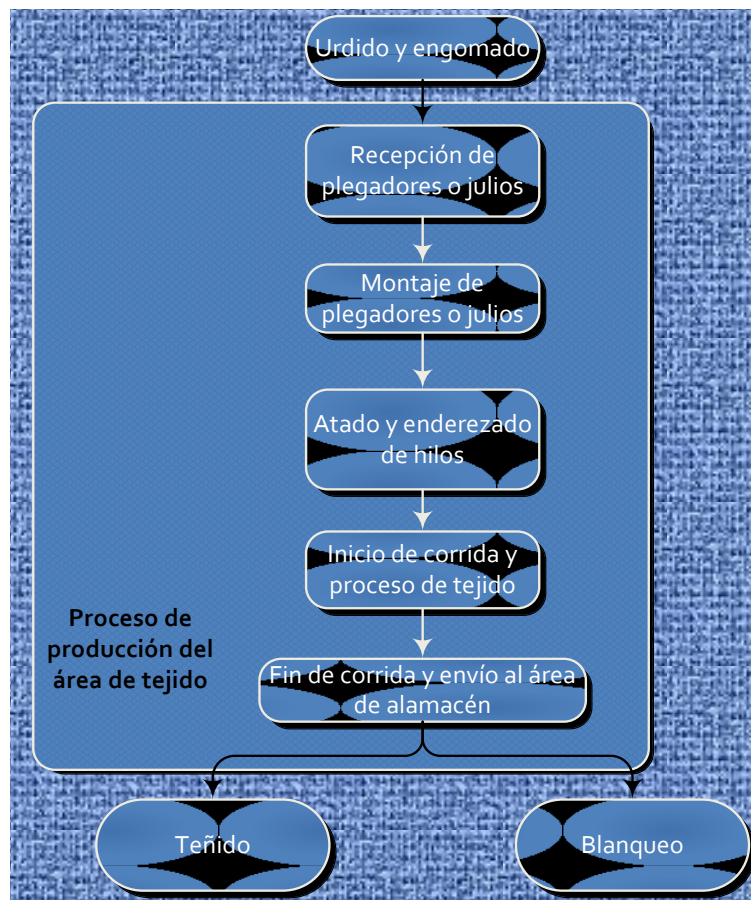 Urdido y engomado
Recepción de
plegadores o julios
Montaje de
plegadores o julios
Atado y enderezado
de hilos
Inicio de corrida y
proceso de tejido
Proceso de
producción del
área de tejido
Fin de corrida y envío al área
de alamacén
Teñido
Blanqueo